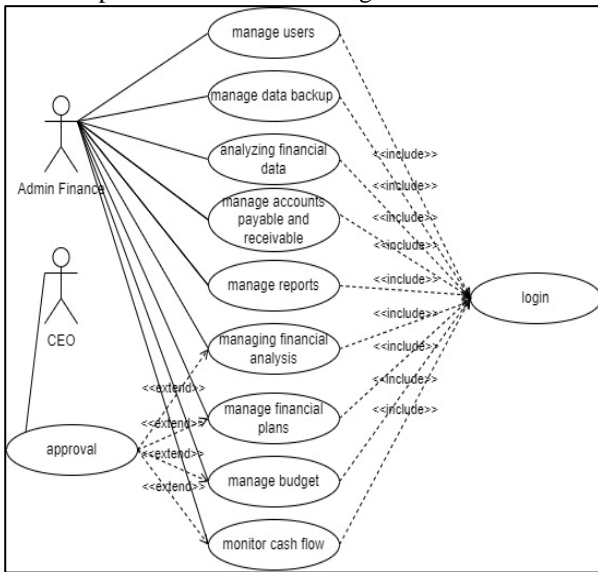 manage users
manage data backup
analyzing financial
data
manage accounts
payable and
receivable
manage reports
managing financial
analysis
manage financial
plans
manage budget
monitor cash flow
Admin Finance
CEO
approval
<<extend>>
<<extend>>
<<extend>>
<<extend>>
<<include>>
<<include>>
<<include>>
<<include>>
<<include>>
<<include>>
<<include>>
<<include>>
<<include>>
login